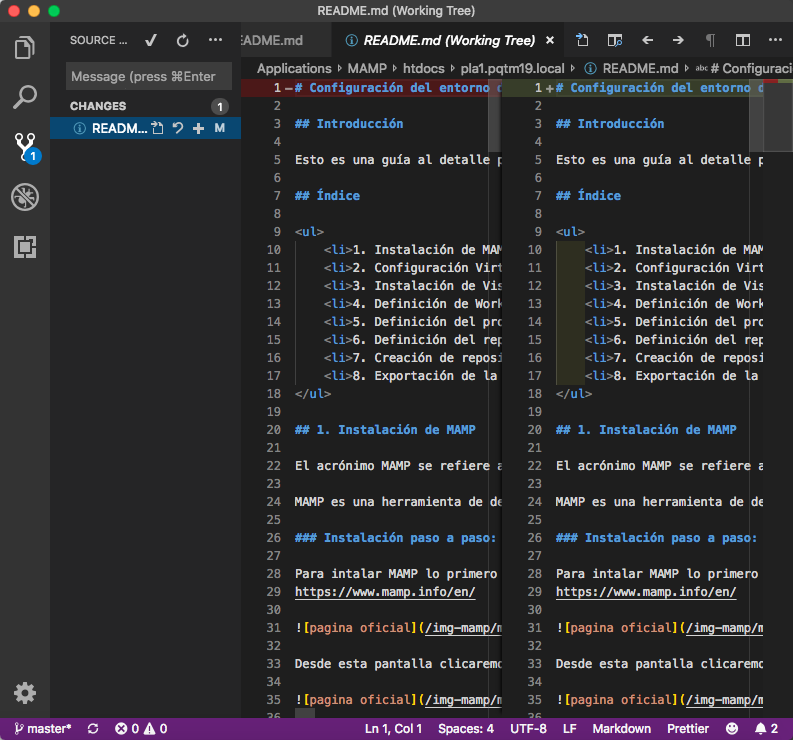 README.md (Working Tree)
SOURCE ...
EADME.md
README.md (Working Tree)
Message (press ⌘Enter
CHANGES
1
READM... M
1
Applications › MAMP › htdocs › pla1.pqtm19.local › README.md › abc # Configuració
1 — # Configuración del entorno d
2
3 ## Introducción
4
5 Esto es una guía al detalle p
6
7 ## Índice
8
9 <ul>
10 <li>1. Instalación de MAM
11 <li>2. Configuración Virt
12 <li>3. Instalación de Vis
13 <li>4. Definición de Work
14 <li>5. Definición del pro
15 <li>6. Definición del rep
16 <li>7. Creación de reposi
17 <li>8. Exportación de la
18 </ul>
19
20 ## 1. Instalación de MAMP
21
22 El acrónimo MAMP se refiere a
23
24 MAMP es una herramienta de de
25
26 ### Instalación paso a paso:
27
28 Para intalar MAMP lo primero
29 https://www.mamp.info/en/
30
31 ![pagina oficial](/img-mamp/m
32
33 Desde esta pantalla clicaremo
34
35 ![pagina oficial](/img-mamp/m
36
1 + # Configuración del entorno d
2
3 ## Introducción
4
5 Esto es una guía al detalle p
6
7 ## Índice
8
9 <ul>
10 <li>1. Instalación de MAM
11 <li>2. Configuración Virt
12 <li>3. Instalación de Vis
13 <li>4. Definición de Work
14 <li>5. Definición del pro
15 <li>6. Definición del rep
16 <li>7. Creación de reposi
17 <li>8. Exportación de la
18 </ul>
19
20 ## 1. Instalación de MAMP
21
22 El acrónimo MAMP se refiere a
23
24 MAMP es una herramienta de de
25
26 ### Instalación paso a paso:
27
28 Para intalar MAMP lo primero
29 https://www.mamp.info/en/
30
31 ![pagina oficial](/img-mamp/m
32
33 Desde esta pantalla clicaremo
34
35 ![pagina oficial](/img-mamp/m
36
master* 0 0 Ln 1, Col 1 Spaces: 4 UTF-8 LF Markdown Prettier 2